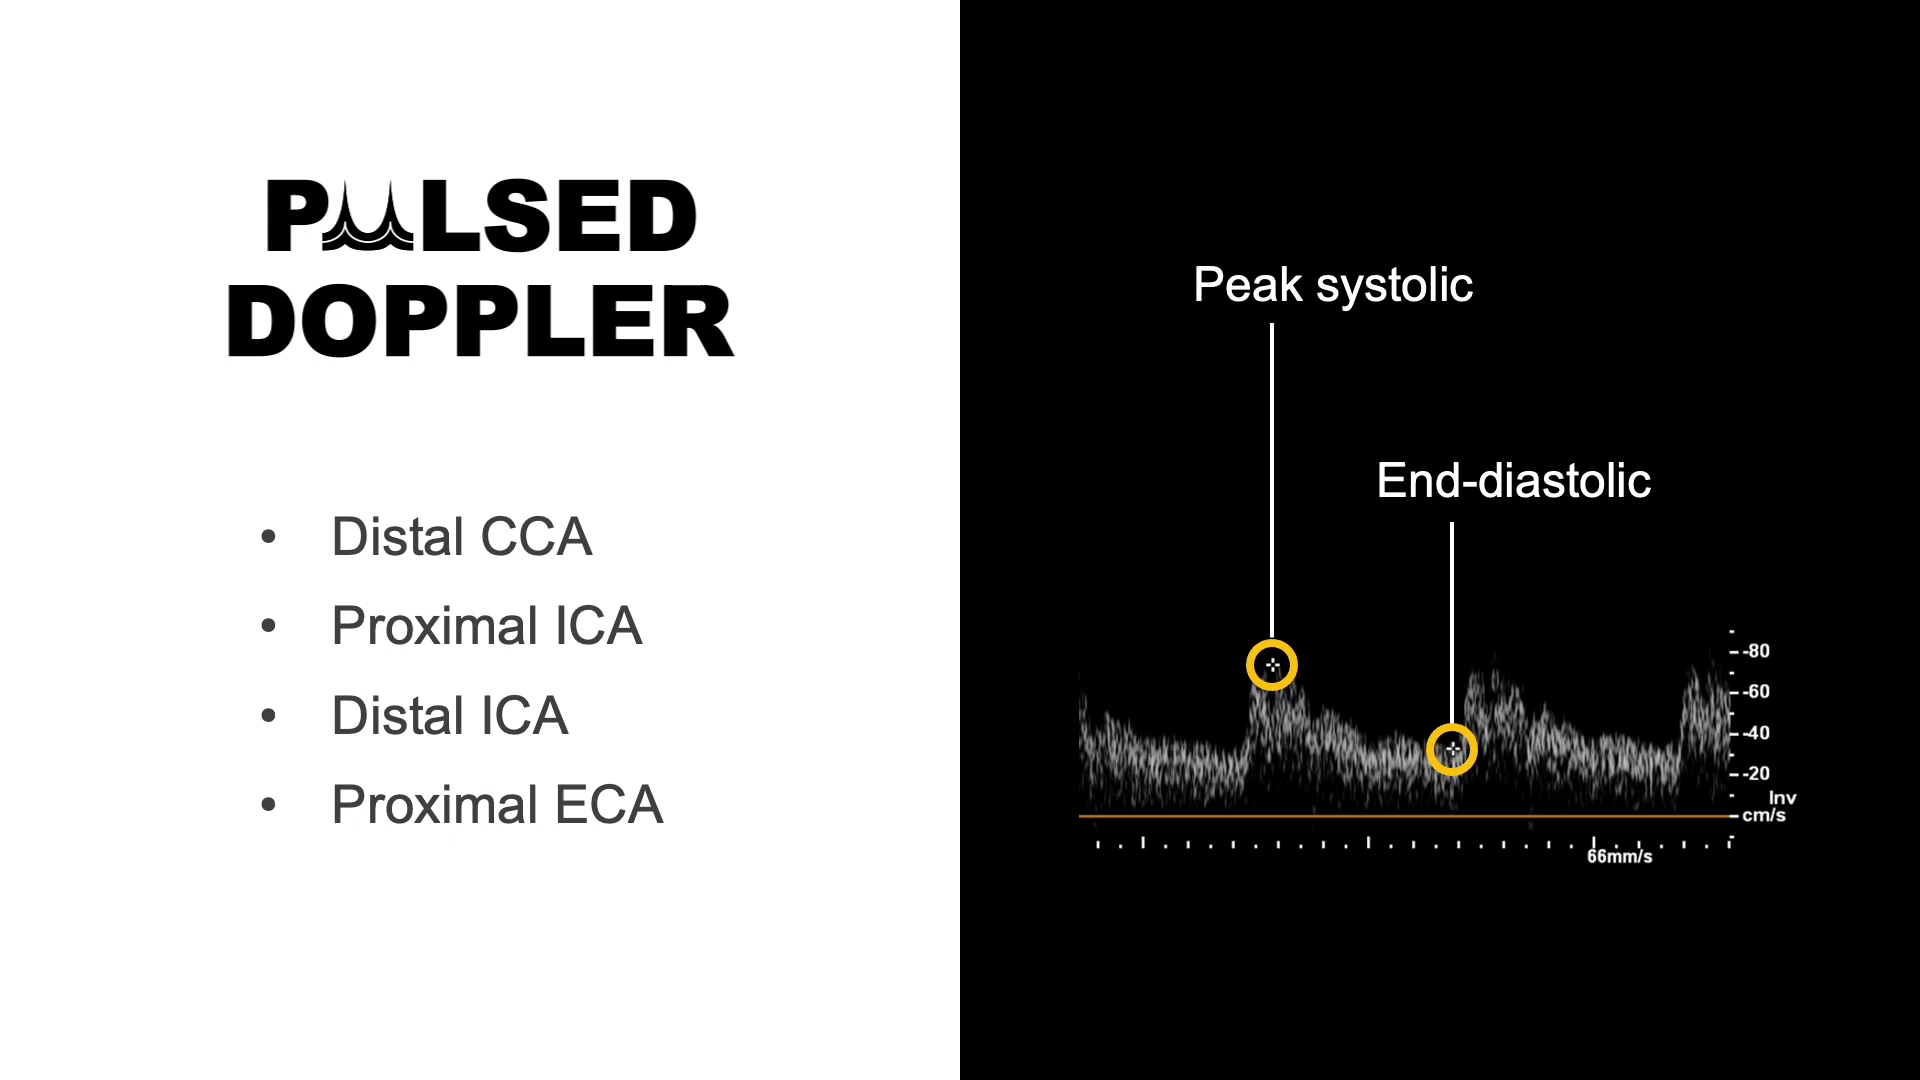 PULSED
DOPPLER
• Distal CCA
• Proximal ICA
• Distal ICA
• Proximal ECA
Peak systolic
End-diastolic
-80
-60
-40
-20
Inv
cm/s
66mm/s